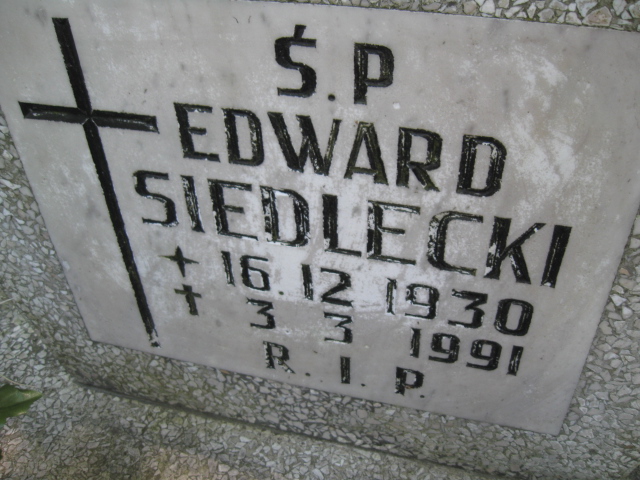 Ś.P
EDWARD
SIEDLECKI
16.12 1930
3 3 1991
R.I.P.